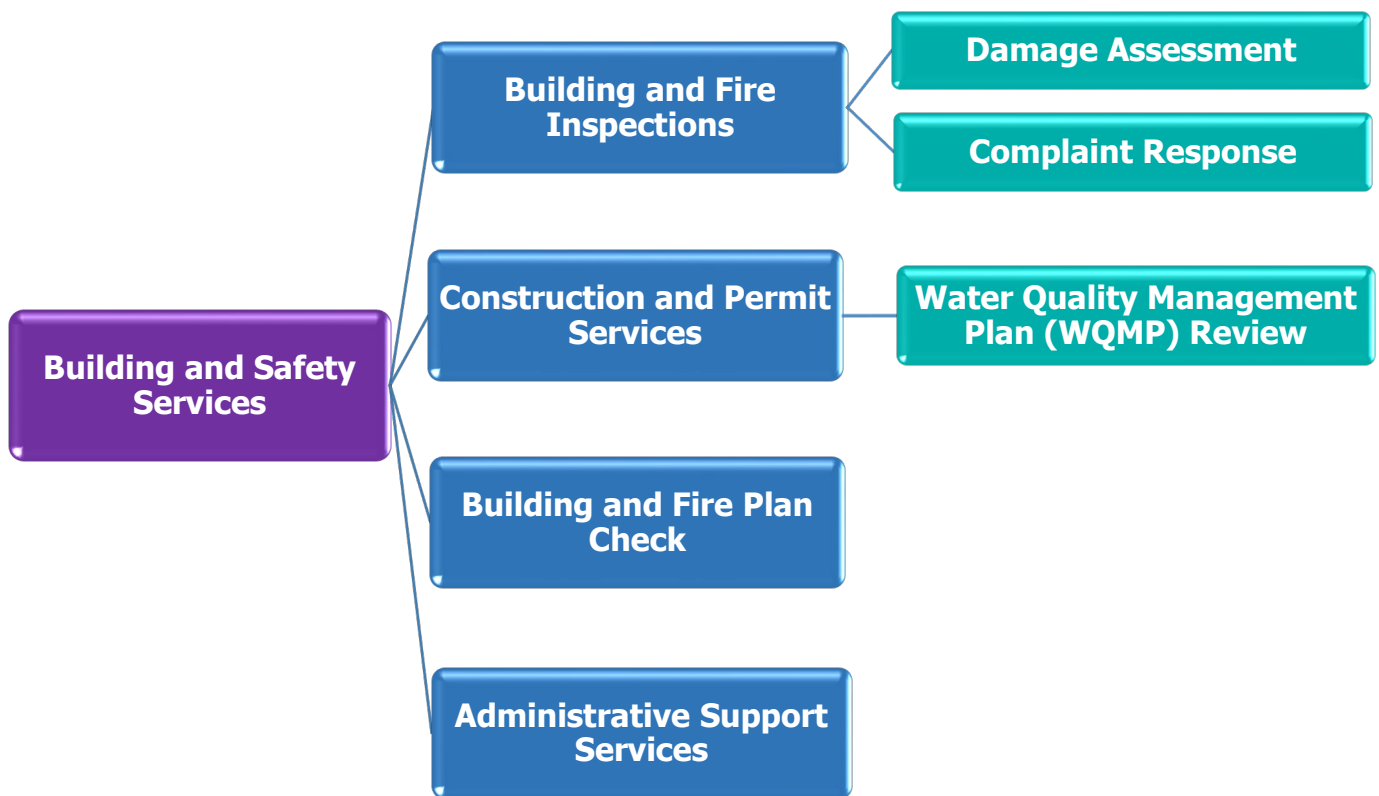 Building and Safety
Services
Building and Fire
Inspections
Damage Assessment
Complaint Response
Construction and Permit
Services
Water Quality Management
Plan (WQMP) Review
Building and Fire Plan
Check
Administrative Support
Services